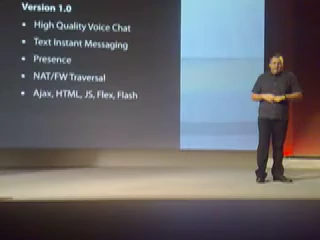 Version 1.0
• High Quality Voice Chat
• Text Instant Messaging
• Presence
• NAT/FW Traversal
• Ajax, HTML, JS, Flex, Flash